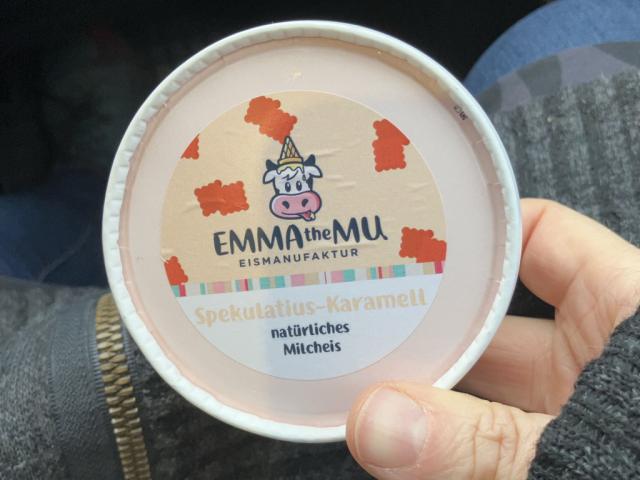 EMMA the MU
EISMANUFAKTUR
Spekulatius-Karamell
natürliches
Milcheis